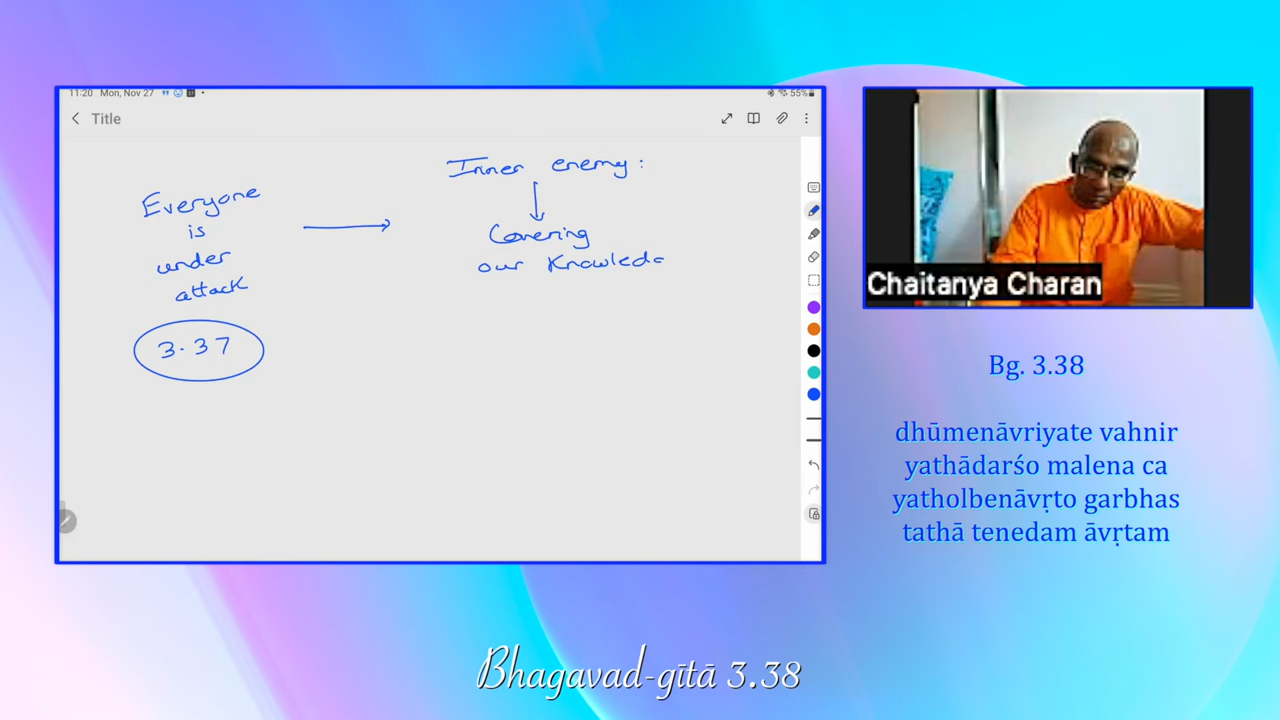 11:20 Mon, Nov 27
55%
Title
Everyone
is
under
attack
3.37
Inner enemy:
Covering
our knowled
Chaitanya Charan
Bg. 3.38
dhūmenāvriyate vahnir
yathādarśo malena ca
yatholbenāvṛto garbhas
tathā tenedam āvṛtam
Bhagavad-gītā 3.38